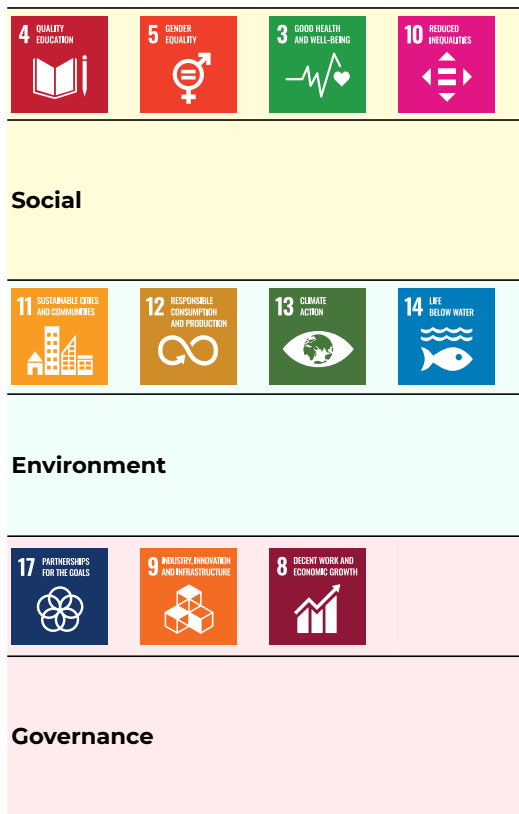 4 QUALITY
EDUCATION
5 GENDER
EQUALITY
3 GOOD HEALTH
AND WELL-BEING
10 REDUCED
INEQUALITIES
Social
11 SUSTAINABLE CITIES
AND COMMUNITIES
12 RESPONSIBLE
CONSUMPTION
AND PRODUCTION
13 CLIMATE
ACTION
14 LIFE
BELOW WATER
Environment
17 PARTNERSHIPS
FOR THE GOALS
9 INDUSTRY, INNOVATION
AND INFRASTRUCTURE
8 DECENT WORK AND
ECONOMIC GROWTH
Governance